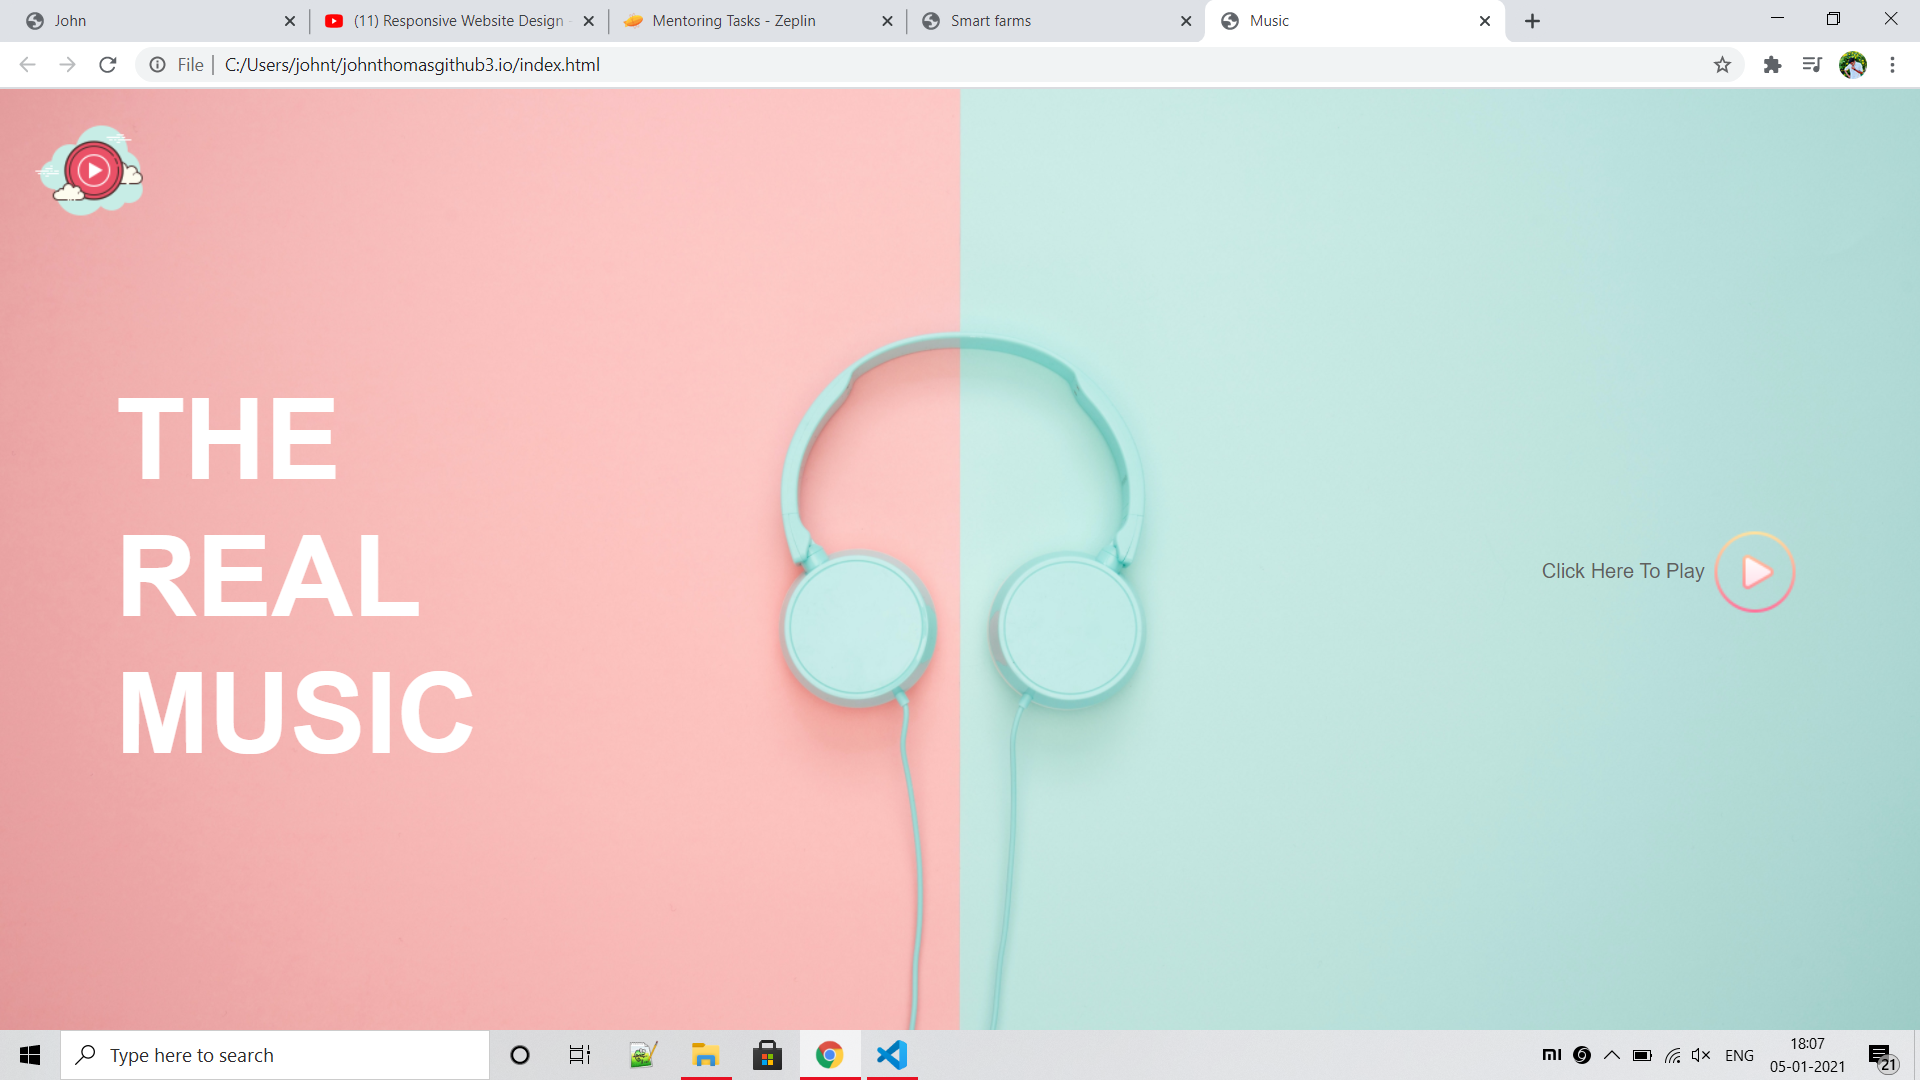 John
(11) Responsive Website Design
Mentoring Tasks - Zeplin
Smart farms
Music
File
C:/Users/johnt/johnthomasgithub3.io/index.html
THE
REAL
MUSIC
Click Here To Play
Type here to search
mi
ENG
18:07
05-01-2021
21